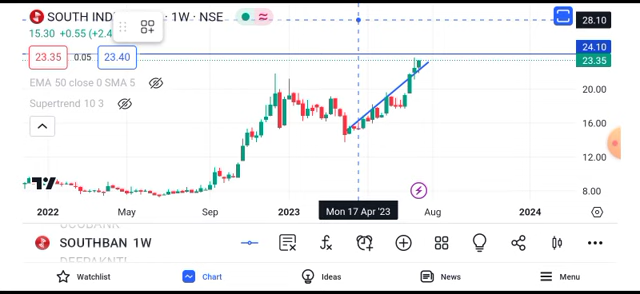 SOUTH IND · 1W · NSE
15.30 +0.55 (+2.4
23.35 0.05 23.40
EMA 50 close 0 SMA 5
Supertrend 10 3
28.10
24.10
23.35
20.00
16.00
12.00
8.00
2022 May Sep 2023 Mon 17 Apr '23 Aug 2024
SOUTHBAN 1W
Watchlist Chart Ideas News Menu